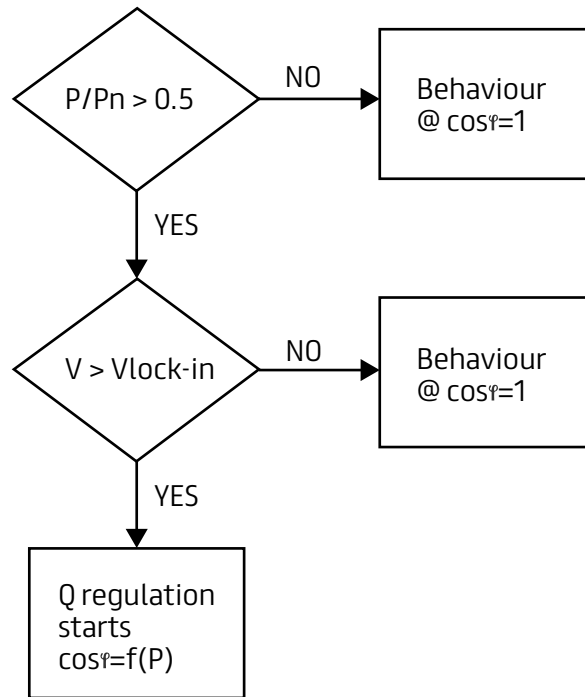 P/Pn > 0.5
NO
Behaviour
@ cosφ=1
YES
V > Vlock-in
NO
Behaviour
@ cosφ=1
YES
Q regulation
starts
cosφ=f(P)